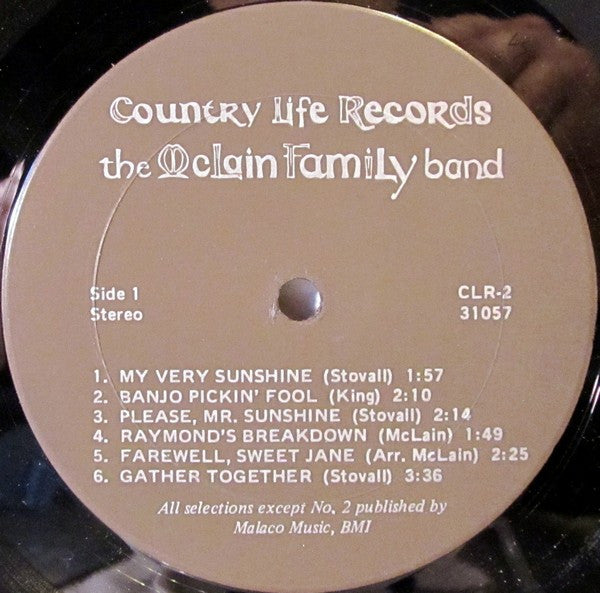 Country Life Records
the McLain Family band
Side 1
Stereo
CLR-2
31057
1. MY VERY SUNSHINE (Stovall) 1:57
2. BANJO PICKIN' FOOL (King) 2:10
3. PLEASE, MR. SUNSHINE (Stovall) 2:14
4. RAYMOND'S BREAKDOWN (McLain) 1:49
5. FAREWELL, SWEET JANE (Arr. McLain) 2:25
6. GATHER TOGETHER (Stovall) 3:36
All selections except No. 2 published by
Malaco Music, BMI